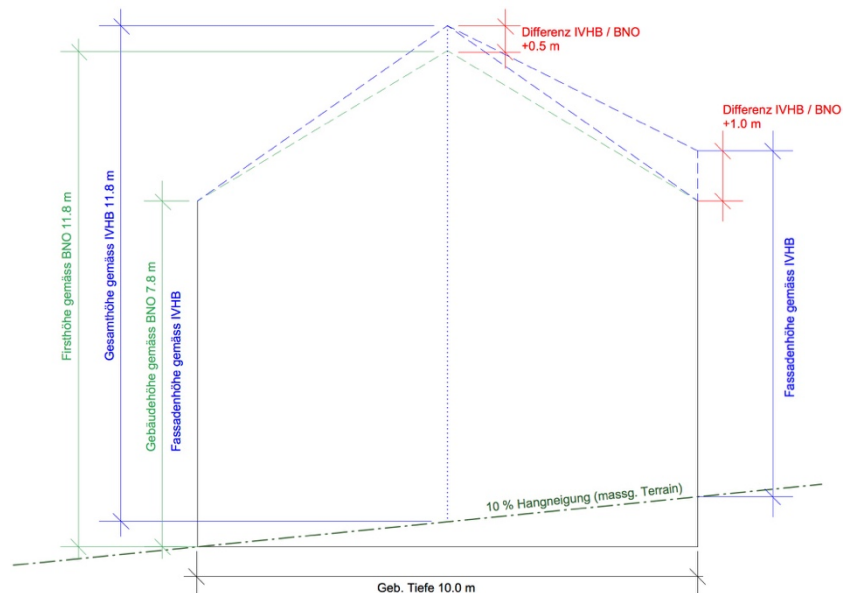 Differenz IVHB / BNO
+0.5 m
Differenz IVHB / BNO
+1.0 m
Firsthöhe gemäss BNO 11.8 m
Gesamthöhe gemäss IVHB 11.8 m
Gebäudehöhe gemäss BNO 7.8 m
Fassadenhöhe gemäss IVHB
Fassadenhöhe gemäss IVHB
10 % Hangneigung (massg. Terrain)
Geb. Tiefe 10.0 m